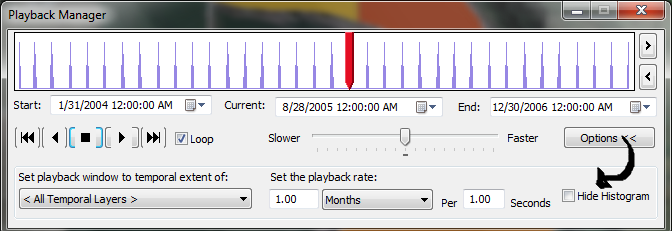 Playback Manager
Start: 1/31/2004 12:00:00 AM Current: 8/28/2005 12:00:00 AM End: 12/30/2006 12:00:00 AM
Loop Slower Faster Options <<
Set playback window to temporal extent of: Set the playback rate: Hide Histogram
< All Temporal Layers > 1.00 Months Per 1.00 Seconds